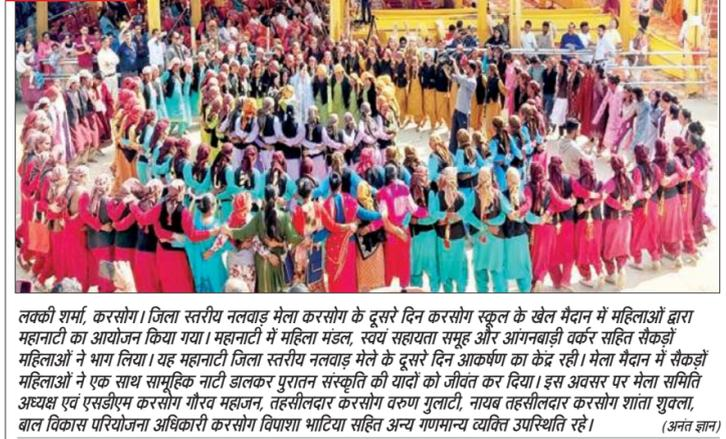 लक्की शर्मा, करसोग। जिला स्तरीय नलवाड़ मेला करसोग के दूसरे दिन करसोग स्कूल के खेल मैदान में महिलाओं द्वारा
महानाटी का आयोजन किया गया। महानाटी में महिला मंडल, स्वयं सहायता समूह और आंगनबाड़ी वर्कर सहित सैकड़ों
महिलाओं ने भाग लिया। यह महानाटी जिला स्तरीय नलवाड़ मेले के दूसरे दिन आकर्षण का केंद्र रही। मेला मैदान में सैकड़ों
महिलाओं ने एक साथ सामूहिक नाटी डालकर पुरातन संस्कृति की यादों को जीवंत कर दिया। इस अवसर पर मेला समिति
अध्यक्ष एवं एसडीएम करसोग गौरव महाजन, तहसीलदार करसोग वरुण गुलाटी, नायब तहसीलदार करसोग शांता शुक्ला,
बाल विकास परियोजना अधिकारी करसोग विपाशा भाटिया सहित अन्य गणमान्य व्यक्ति उपस्थिति रहे। (अनंत ज्ञान)